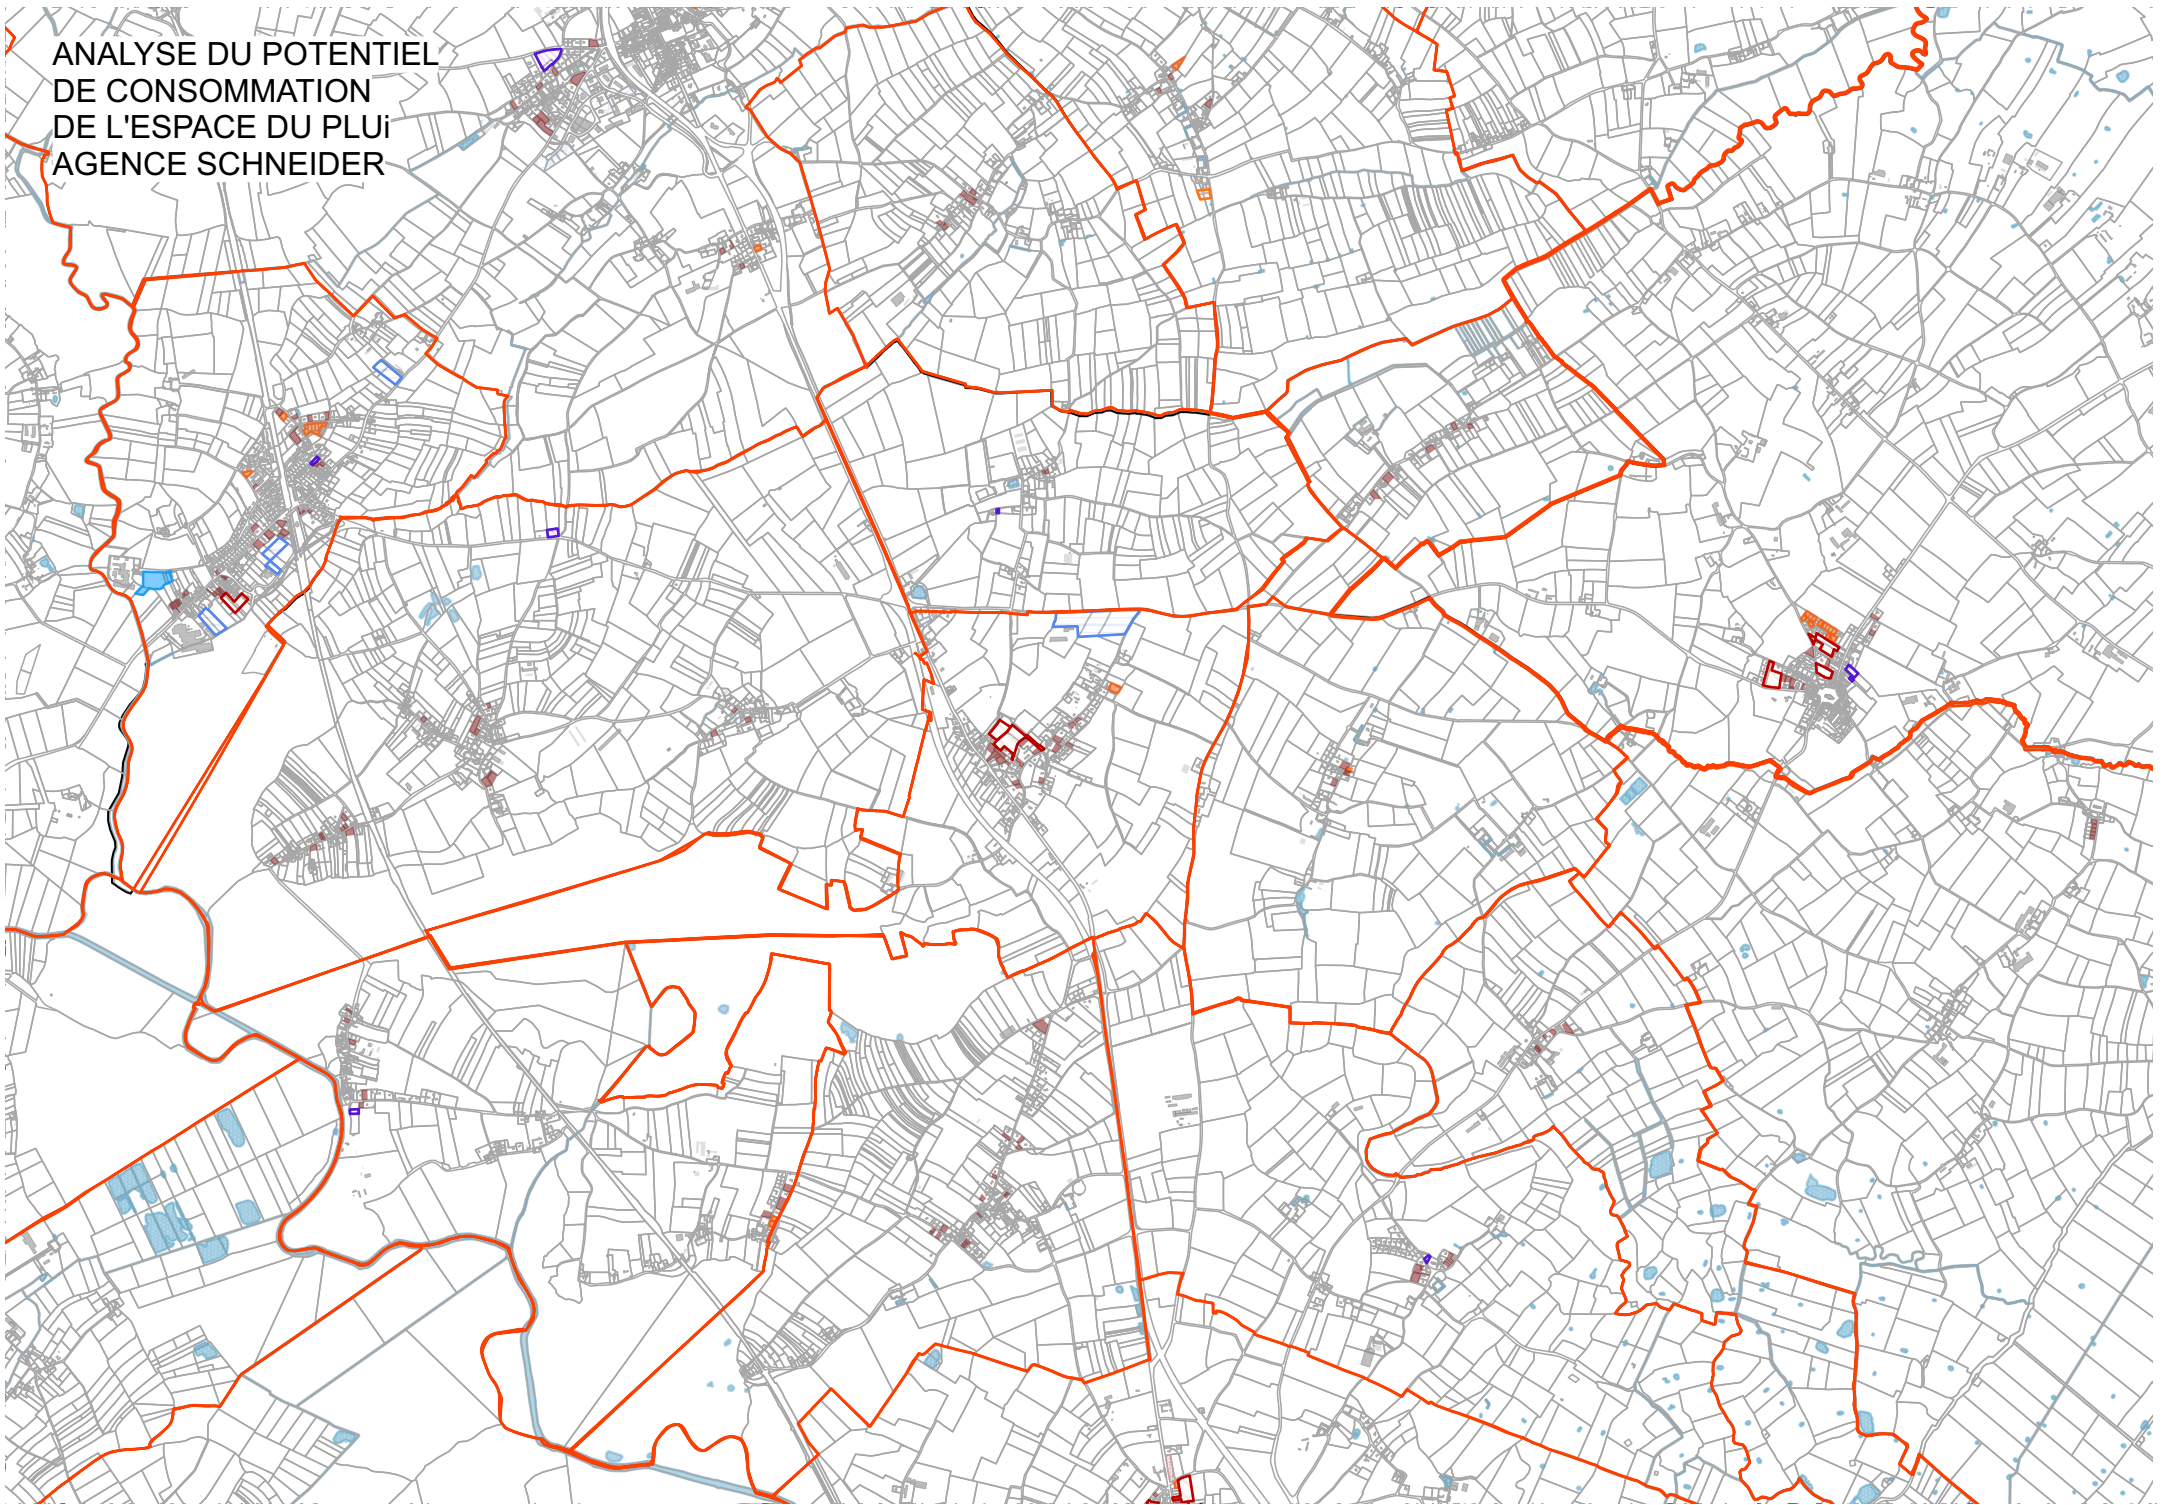 ANALYSE DU POTENTIEL
DE CONSOMMATION
DE L'ESPACE DU PLUi
AGENCE SCHNEIDER